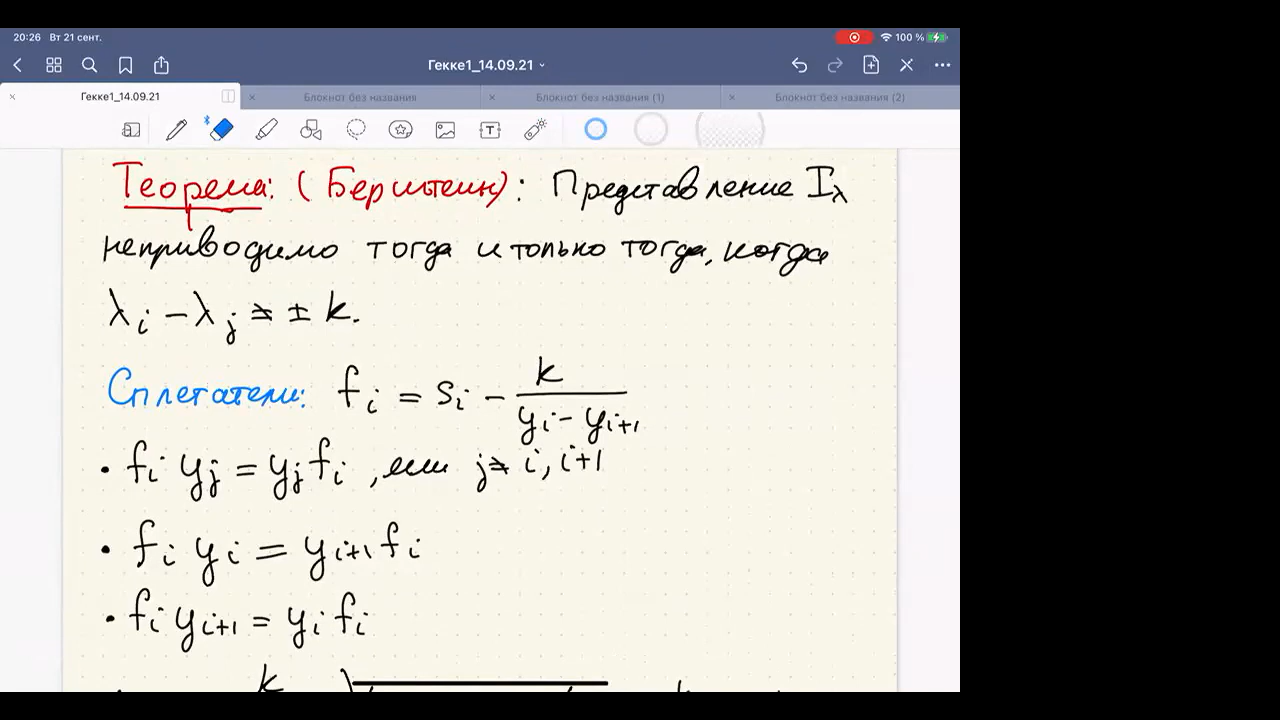 20:26 Вт 21 сент. 100 %
Гекке1_14.09.21
Гекке1_14.09.21 Блокнот без названия Блокнот без названия (1) Блокнот без названия (2)
Теорема: (Бернштейн): Представление I_λ
неприводимо тогда и только тогда, когда
λ_i − λ_j ≠ ± k.
Сплетатели: f_i = s_i − k / (y_i − y_{i+1})
• f_i y_j = y_j f_i , если j ≠ i, i+1
• f_i y_i = y_{i+1} f_i
• f_i y_{i+1} = y_i f_i
k